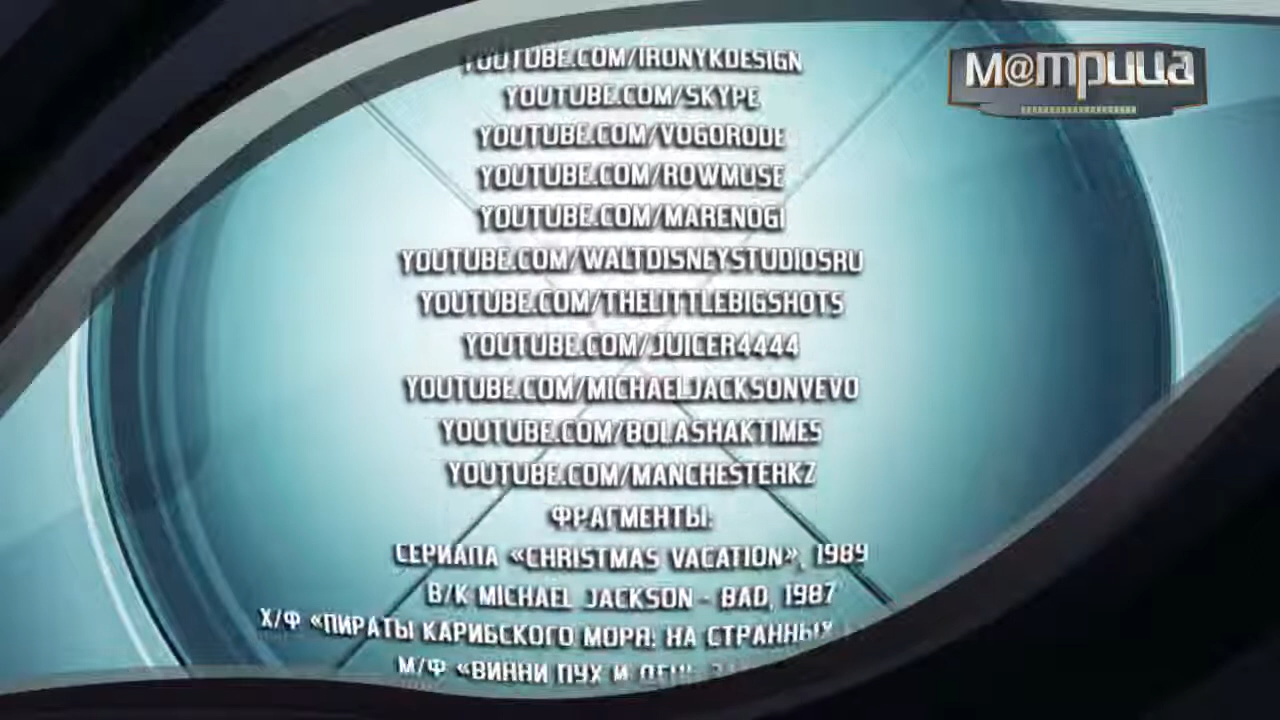 М@трица
YOUTUBE.COM/IRONYKDESIGN
YOUTUBE.COM/SKYPE
YOUTUBE.COM/VOGORODE
YOUTUBE.COM/ROWMUSE
YOUTUBE.COM/MARENOGI
YOUTUBE.COM/WALTDISNEYSTUDIOSRU
YOUTUBE.COM/THELITTLEBIGSHOTS
YOUTUBE.COM/JUICER4444
YOUTUBE.COM/MICHAELJACKSONVEVO
YOUTUBE.COM/BOLASHAKTIMES
YOUTUBE.COM/MANCHESTERKZ
ФРАГМЕНТЫ:
СЕРИАЛА «CHRISTMAS VACATION», 1989
В/К MICHAEL JACKSON - BAD, 1987
Х/Ф «ПИРАТЫ КАРИБСКОГО МОРЯ: НА СТРАННЫХ
М/Ф «ВИННИ ПУХ И ДЕНЬ